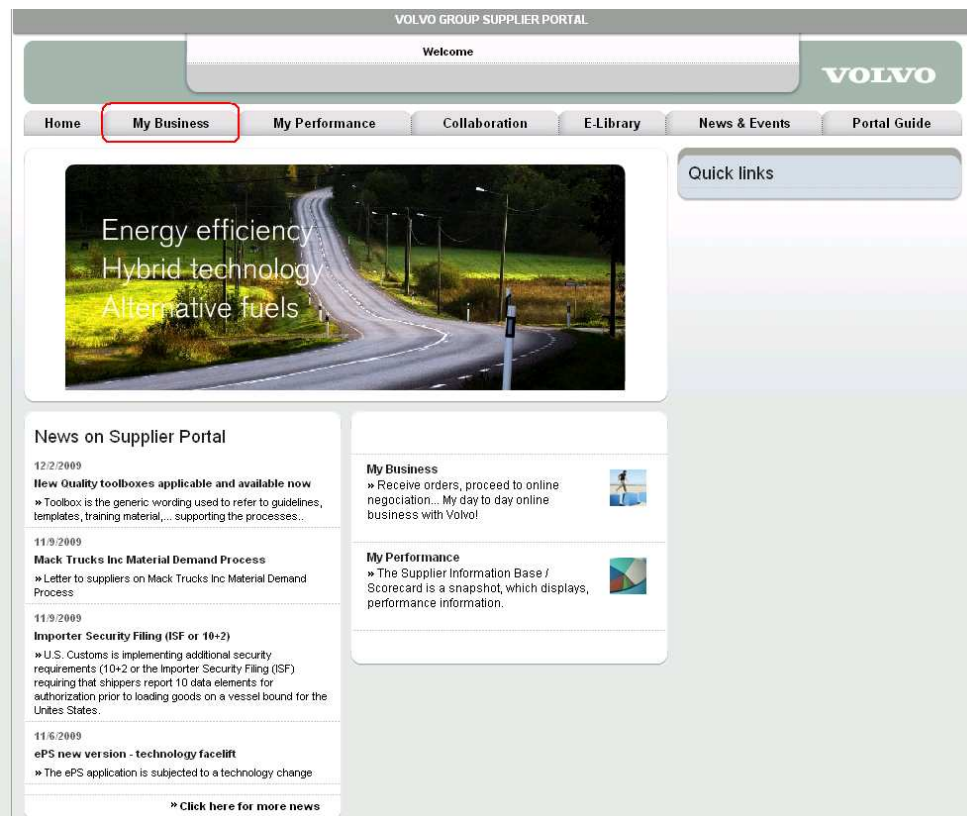 VOLVO GROUP SUPPLIER PORTAL
Welcome
VOLVO
Home My Business My Performance Collaboration E-Library News & Events Portal Guide
Energy efficiency
Hybrid technology
Alternative fuels
Quick links
News on Supplier Portal
12/2/2009
New Quality toolboxes applicable and available now
» Toolbox is the generic wording used to refer to guidelines,
templates, training material,... supporting the processes..
11/9/2009
Mack Trucks Inc Material Demand Process
» Letter to suppliers on Mack Trucks Inc Material Demand
Process
11/9/2009
Importer Security Filing (ISF or 10+2)
» U.S. Customs is implementing additional security
requirements (10+2 or the Importer Security Filing (ISF)
requiring that shippers report 10 data elements for
authorization prior to loading goods on a vessel bound for the
Unites States.
11/6/2009
ePS new version - technology facelift
» The ePS application is subjected to a technology change
» Click here for more news
My Business
» Receive orders, proceed to online
negociation... My day to day online
business with Volvo!
My Performance
» The Supplier Information Base /
Scorecard is a snapshot, which displays,
performance information.